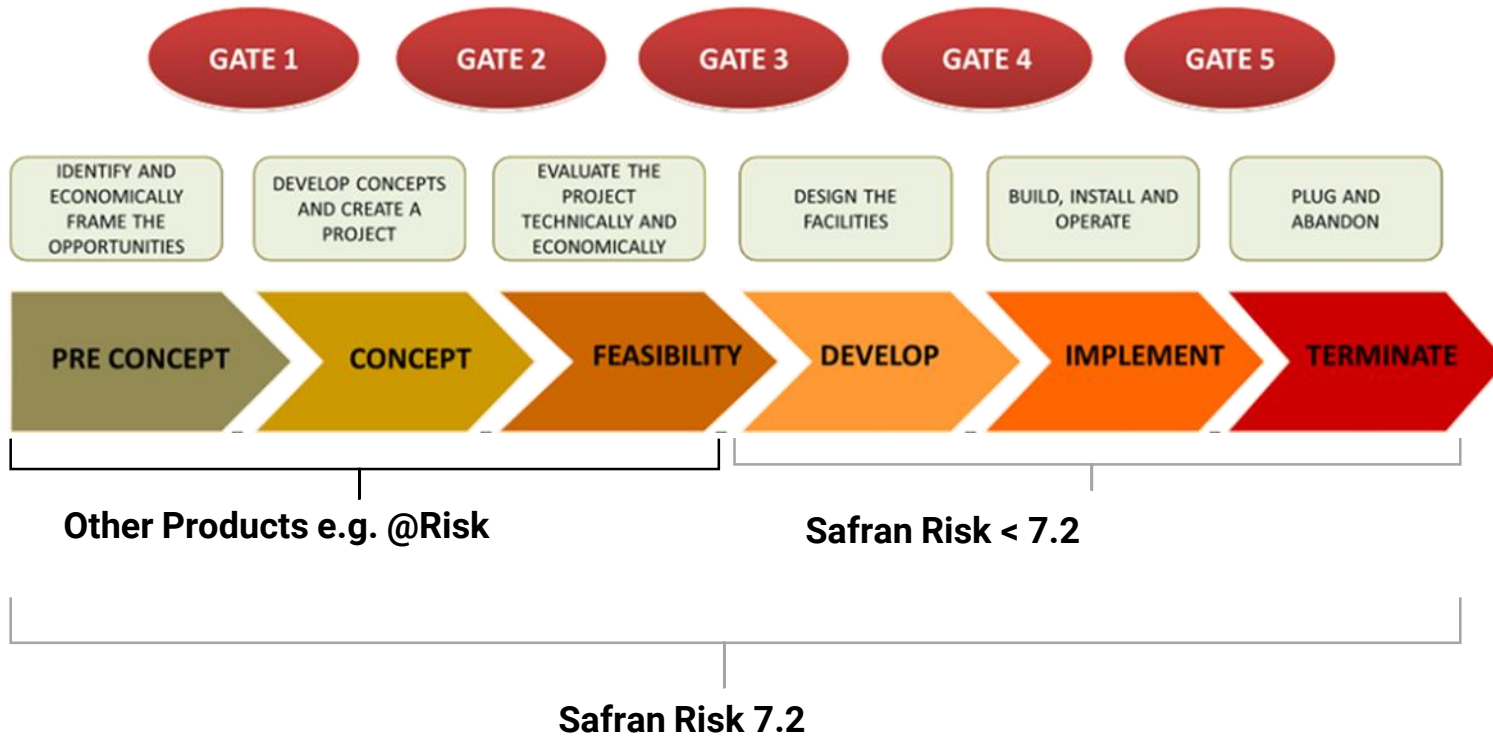 GATE 1
GATE 2
GATE 3
GATE 4
GATE 5
IDENTIFY AND
ECONOMICALLY
FRAME THE
OPPORTUNITIES
DEVELOP CONCEPTS
AND CREATE A
PROJECT
EVALUATE THE
PROJECT
TECHNICALLY AND
ECONOMICALLY
DESIGN THE
FACILITIES
BUILD, INSTALL AND
OPERATE
PLUG AND
ABANDON
PRE CONCEPT
CONCEPT
FEASIBILITY
DEVELOP
IMPLEMENT
TERMINATE
Other Products e.g. @Risk
Safran Risk < 7.2
Safran Risk 7.2